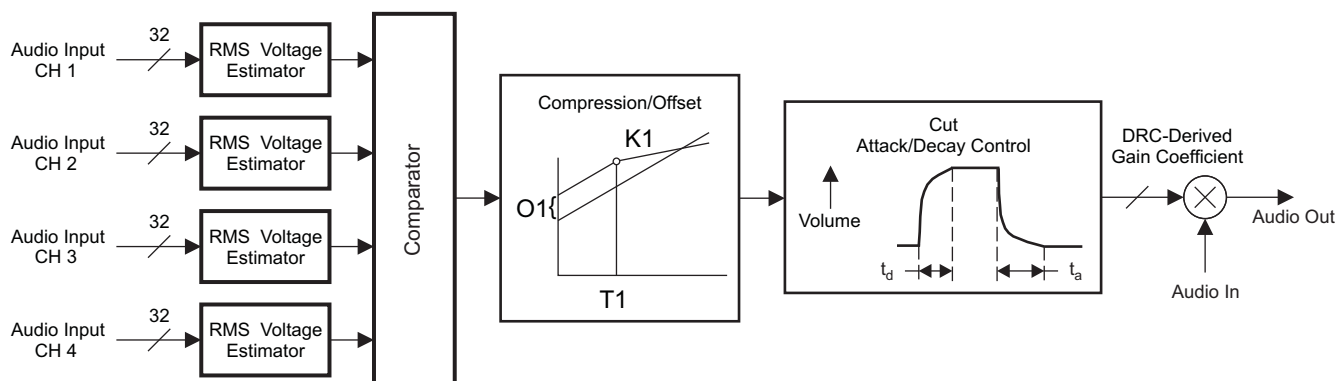 32
Audio Input
CH 1
RMS Voltage
Estimator
32
Audio Input
CH 2
RMS Voltage
Estimator
32
Audio Input
CH 3
RMS Voltage
Estimator
32
Audio Input
CH 4
RMS Voltage
Estimator
Comparator
Compression/Offset
K1
O1{
T1
Cut
Attack/Decay Control
Volume
td
ta
DRC-Derived
Gain Coefficient
Audio Out
Audio In